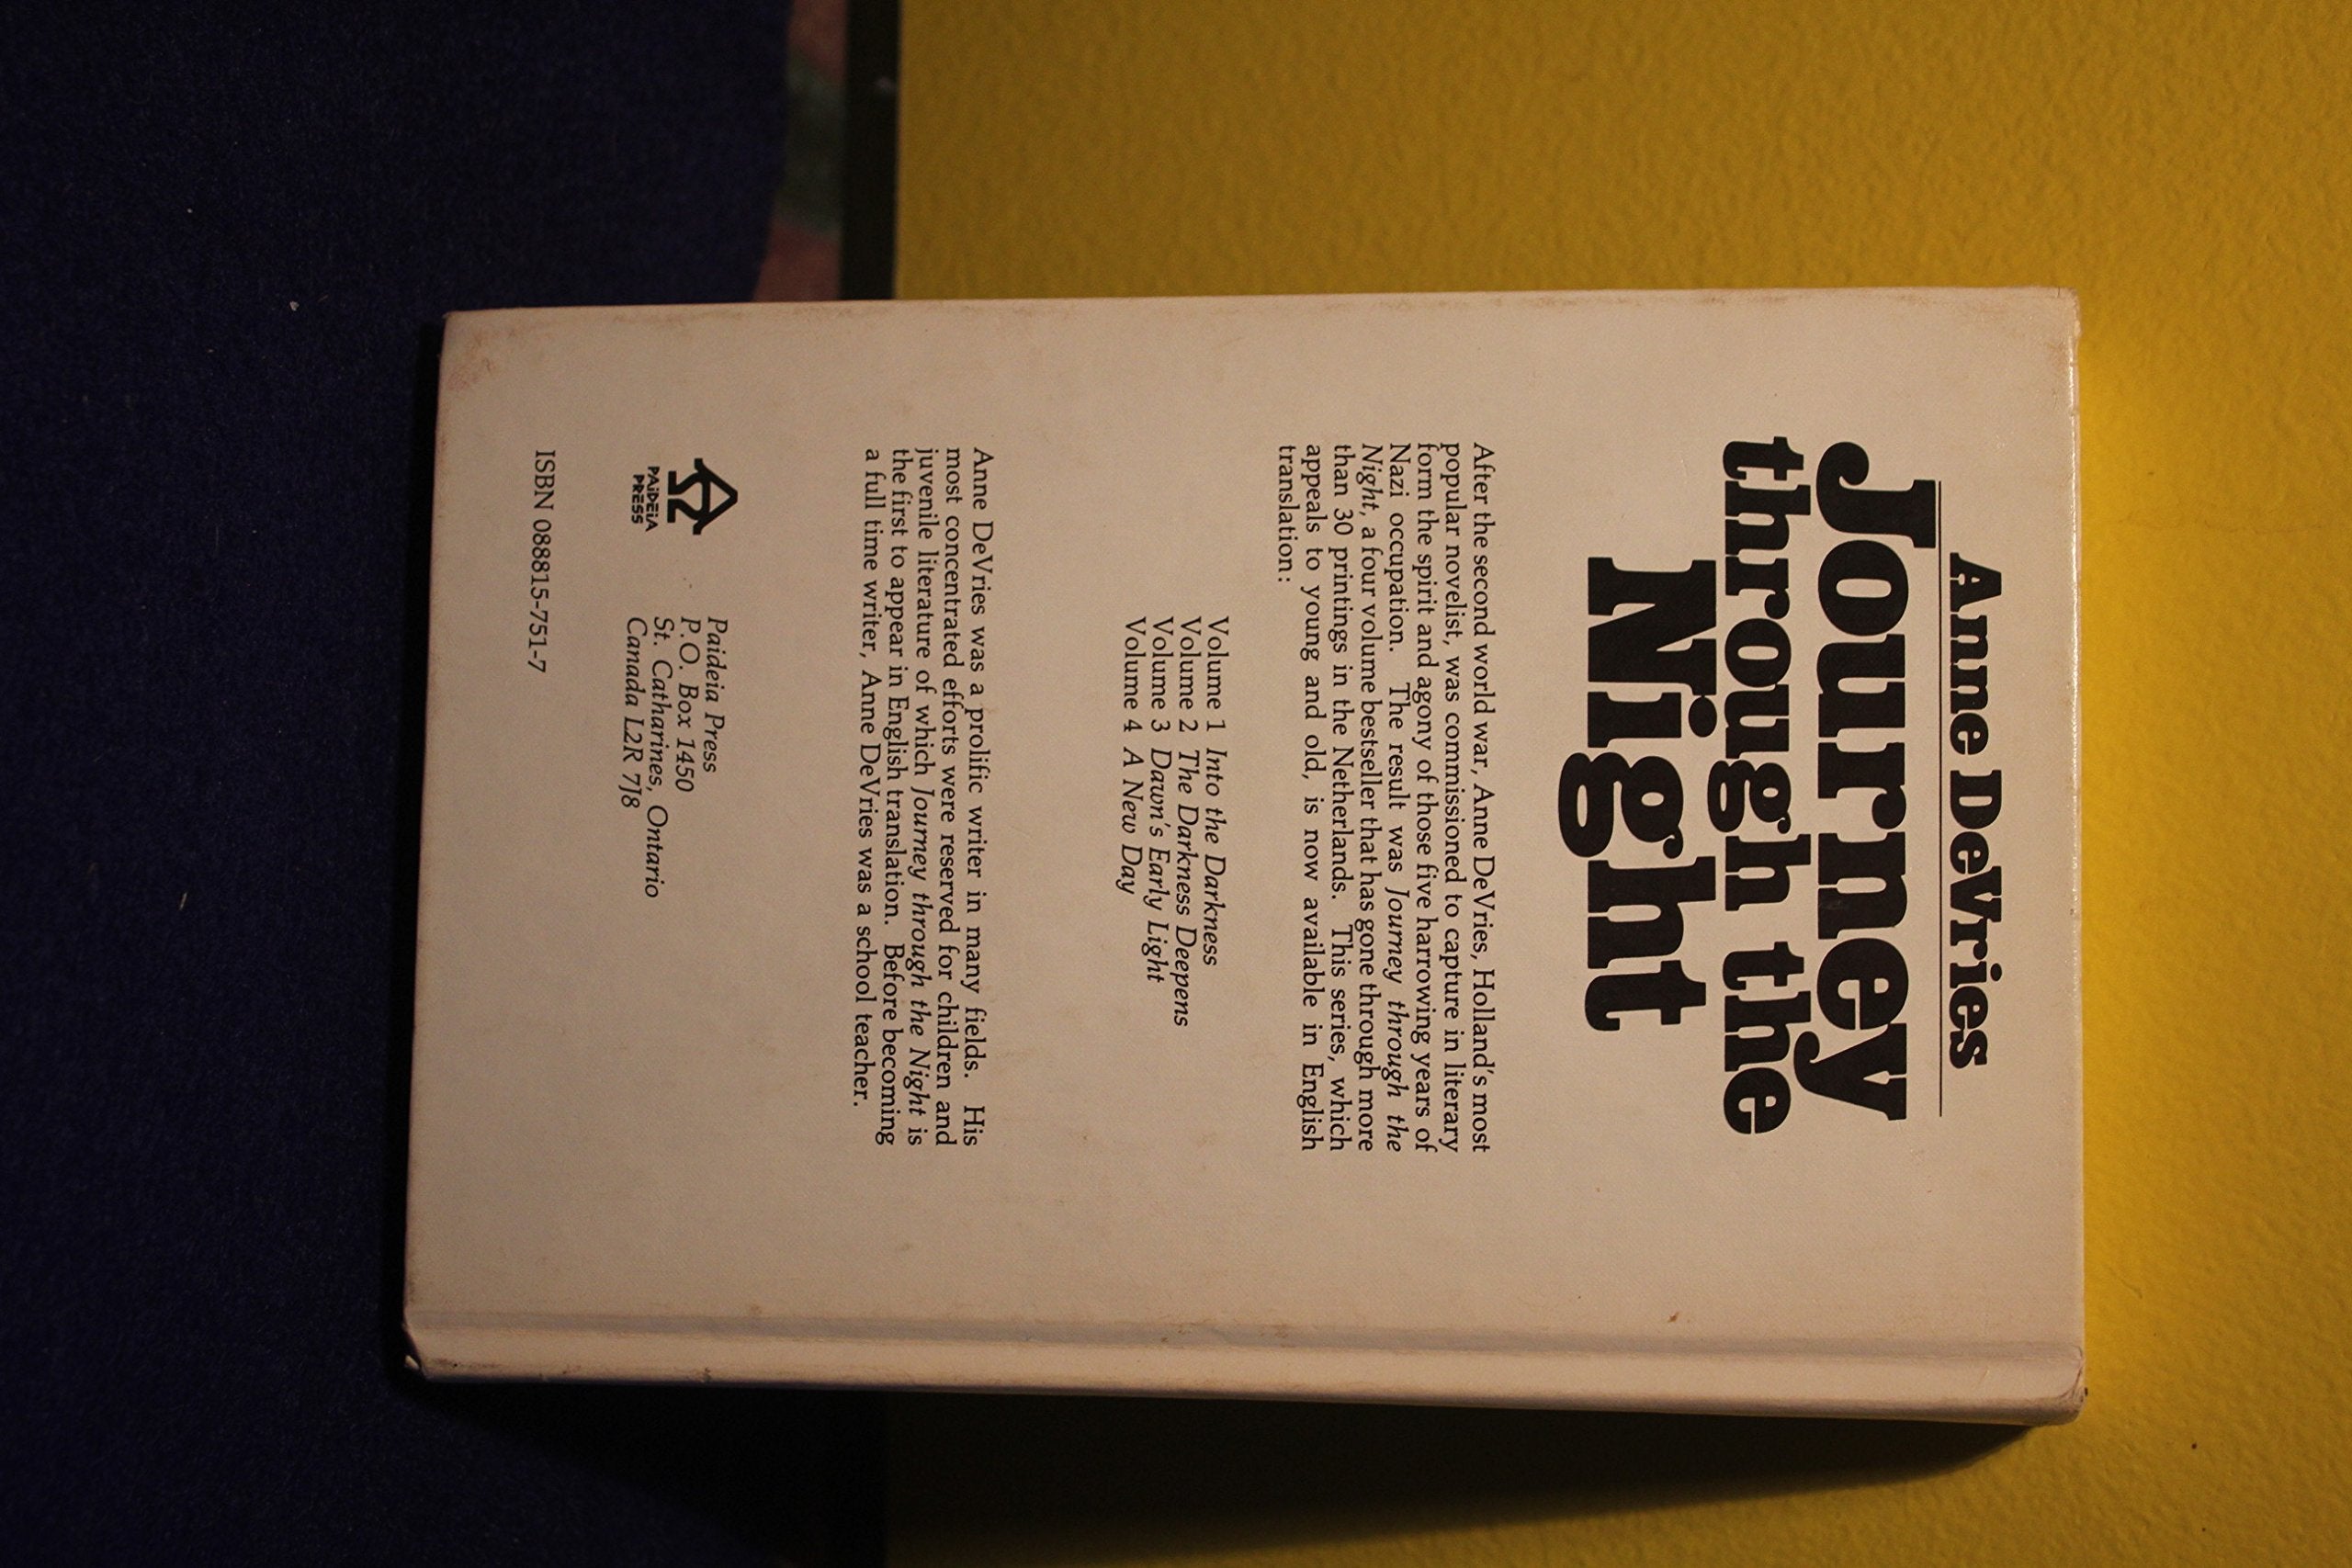 Anne DeVries
Journey
through the
Night
After the second world war, Anne DeVries, Holland's most
popular novelist, was commissioned to capture in literary
form the spirit and agony of those five harrowing years of
Nazi occupation. The result was Journey through the
Night, a four volume bestseller that has gone through more
than 30 printings in the Netherlands. This series, which
appeals to young and old, is now available in English
translation:
Volume 1 Into the Darkness
Volume 2 The Darkness Deepens
Volume 3 Dawn's Early Light
Volume 4 A New Day
Anne DeVries was a prolific writer in many fields. His
most concentrated efforts were reserved for children and
juvenile literature of which Journey through the Night is
the first to appear in English translation. Before becoming
a full time writer, Anne DeVries was a school teacher.
PAIDEIA
PRESS
Paideia Press
P.O. Box 1450
St. Catharines, Ontario
Canada L2R 7J8
ISBN 088815-751-7